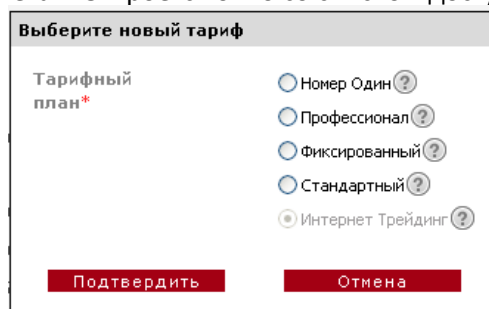 Выберите новый тариф
Тарифный
план*
Номер Один ?
Профессионал ?
Фиксированный ?
Стандартный ?
Интернет Трейдинг ?
Подтвердить
Отмена